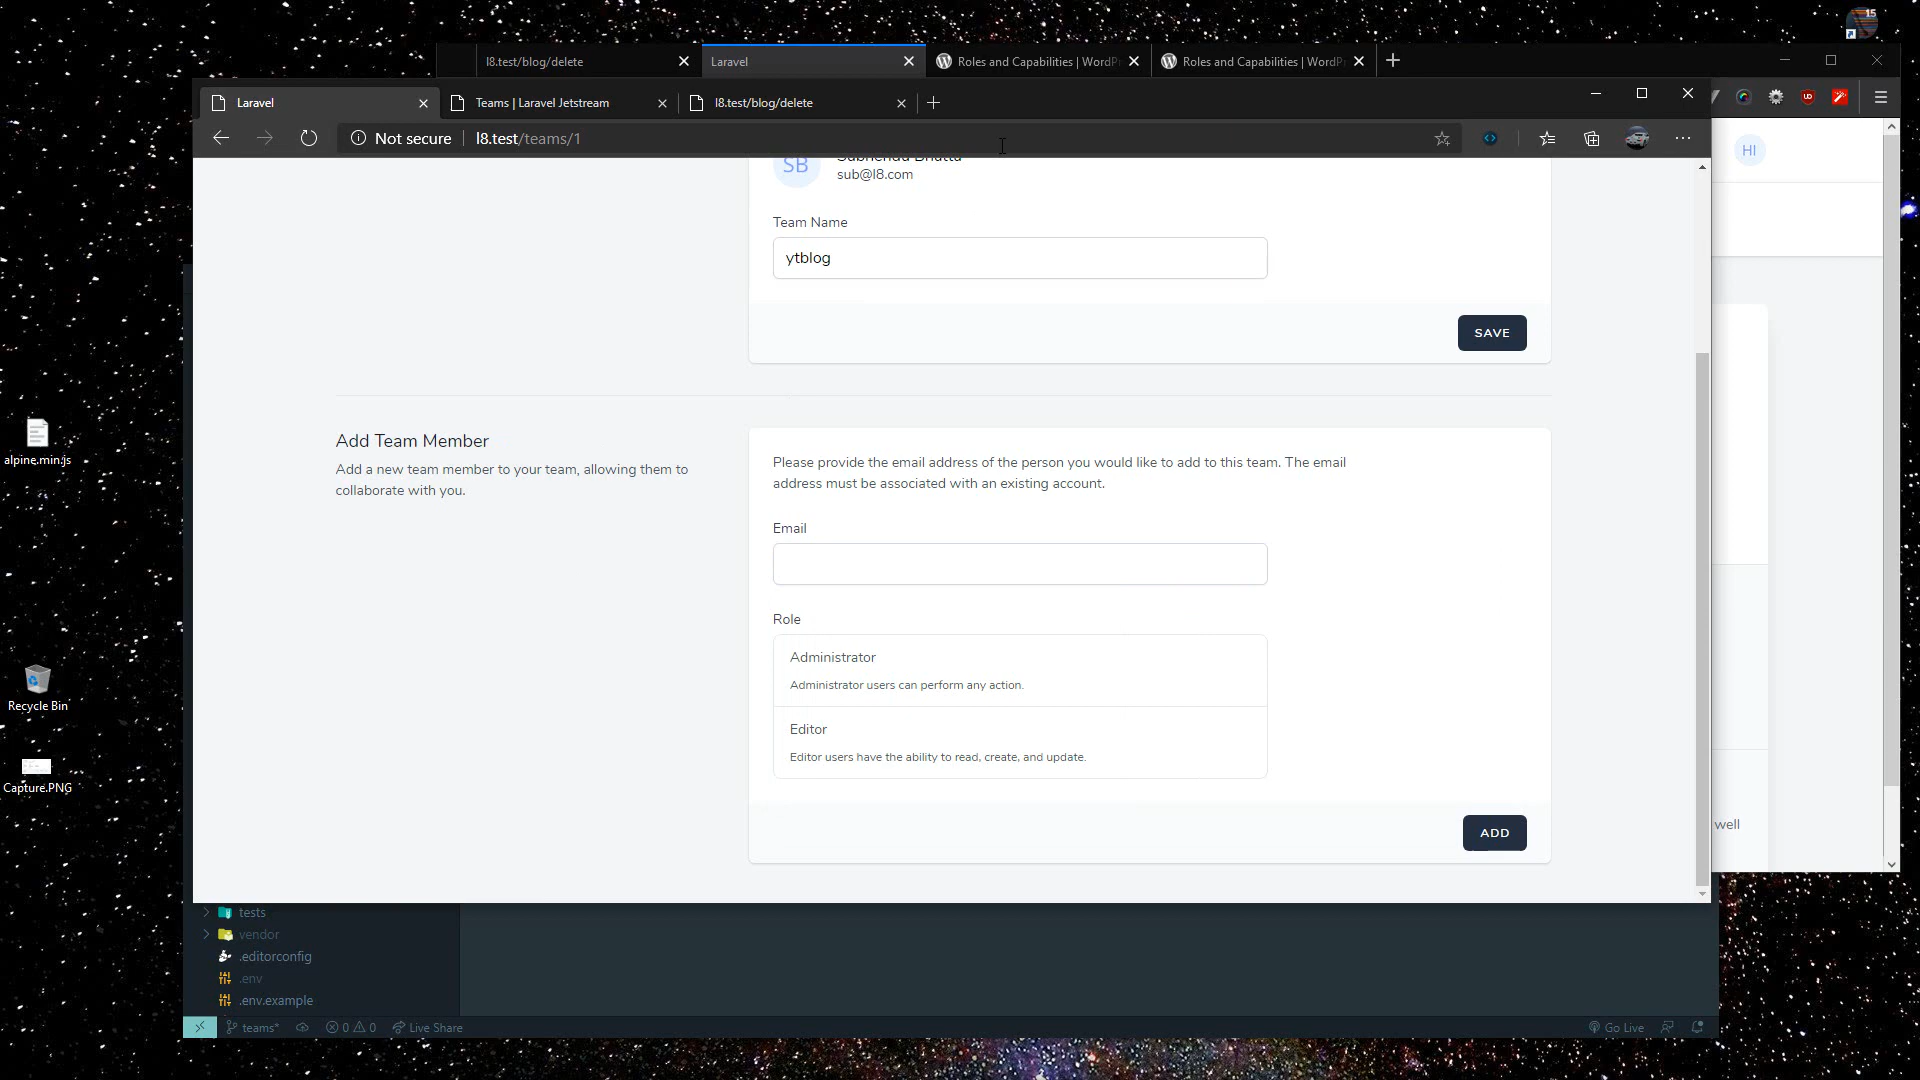 15
l8.test/blog/delete
Laravel
Roles and Capabilities | WordPr
Roles and Capabilities | WordPr
Laravel
Teams | Laravel Jetstream
l8.test/blog/delete
Not secure
l8.test/teams/1
HI
SB
sub@l8.com
Team Name
ytblog
SAVE
Add Team Member
Add a new team member to your team, allowing them to
collaborate with you.
Please provide the email address of the person you would like to add to this team. The email
address must be associated with an existing account.
Email
Role
Administrator
Administrator users can perform any action.
Editor
Editor users have the ability to read, create, and update.
ADD
well
alpine.min.js
Recycle Bin
Capture.PNG
tests
vendor
.editorconfig
.env
.env.example
teams*
0
0
Live Share
Go Live